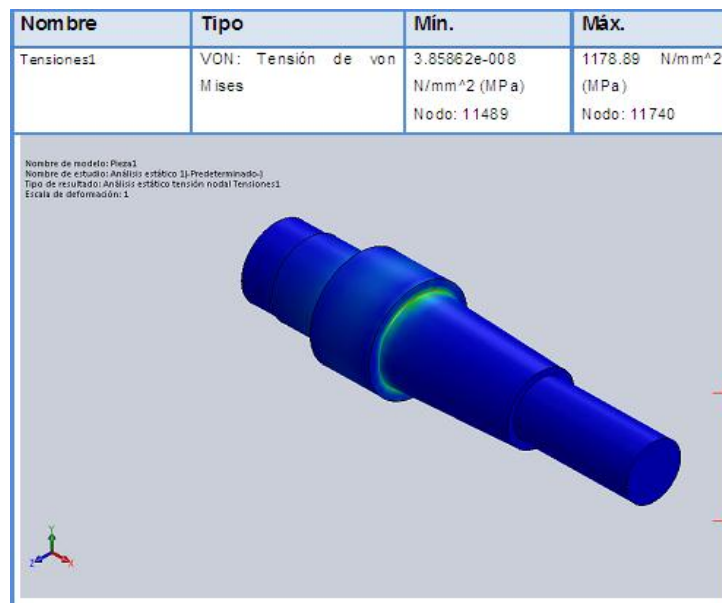 Nombre Tipo Mín. Máx.
Tensiones1 VON: Tensión de von 3.85862e-008 1178.89 N/mm^2
Mises N/mm^2 (MPa) (MPa)
Nodo: 11489 Nodo: 11740
Nombre de modelo: Pieza1
Nombre de estudio: Análisis estático 1(-Predeterminado-)
Tipo de resultado: Análisis estático tensión nodal Tensiones1
Escala de deformación: 1
Y
Z X